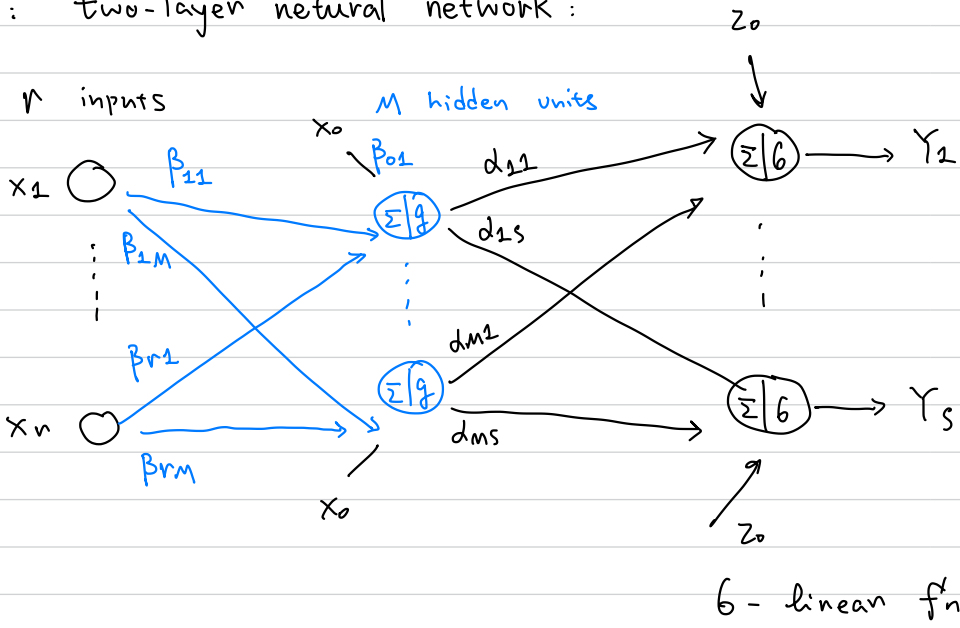 : two-layer netural network :
Z₀
r inputs
M hidden units
x₀
β₀₁
β₁₁
α₁₁
Σ|6
Y₁
x₁
Σ|g
α₁ₛ
β₁M
αM1
βr1
Σ|g
Σ|6
Yₛ
xr
αMS
βrM
x₀
Z₀
6 - linear fn